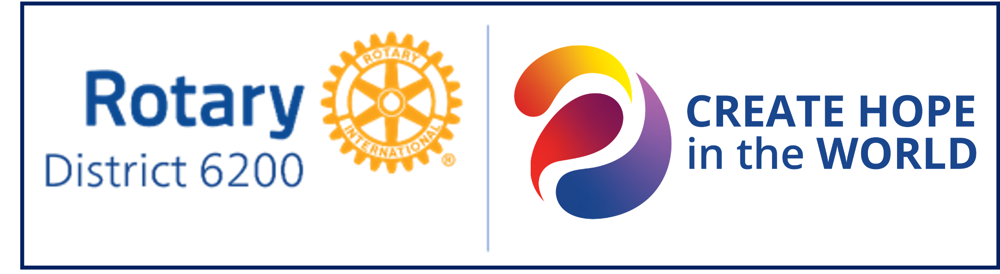 Rotary
District 6200
ROTARY
INTERNATIONAL
®
CREATE HOPE
in the WORLD